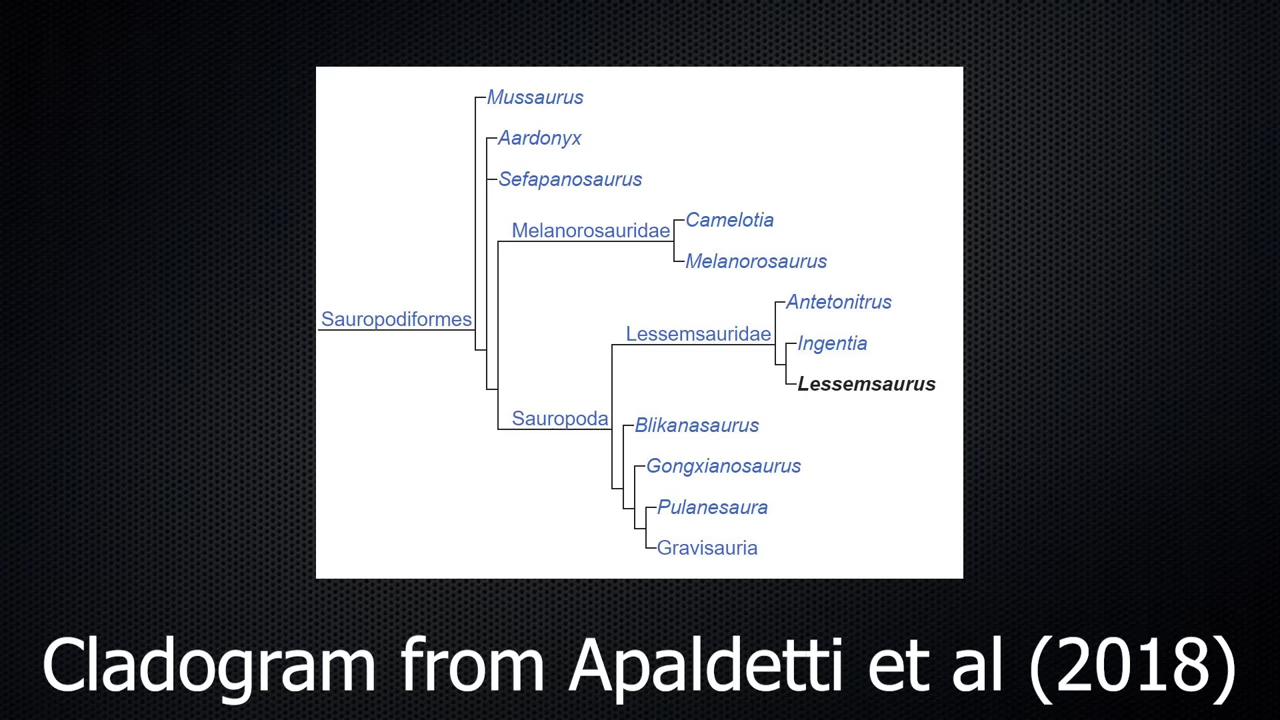 Mussaurus
Aardonyx
Sefapanosaurus
Camelotia
Melanorosauridae
Melanorosaurus
Antetonitrus
Sauropodiformes
Lessemsauridae
Ingentia
Lessemsaurus
Sauropoda
Blikanasaurus
Gongxianosaurus
Pulanesaura
Gravisauria
Cladogram from Apaldetti et al (2018)